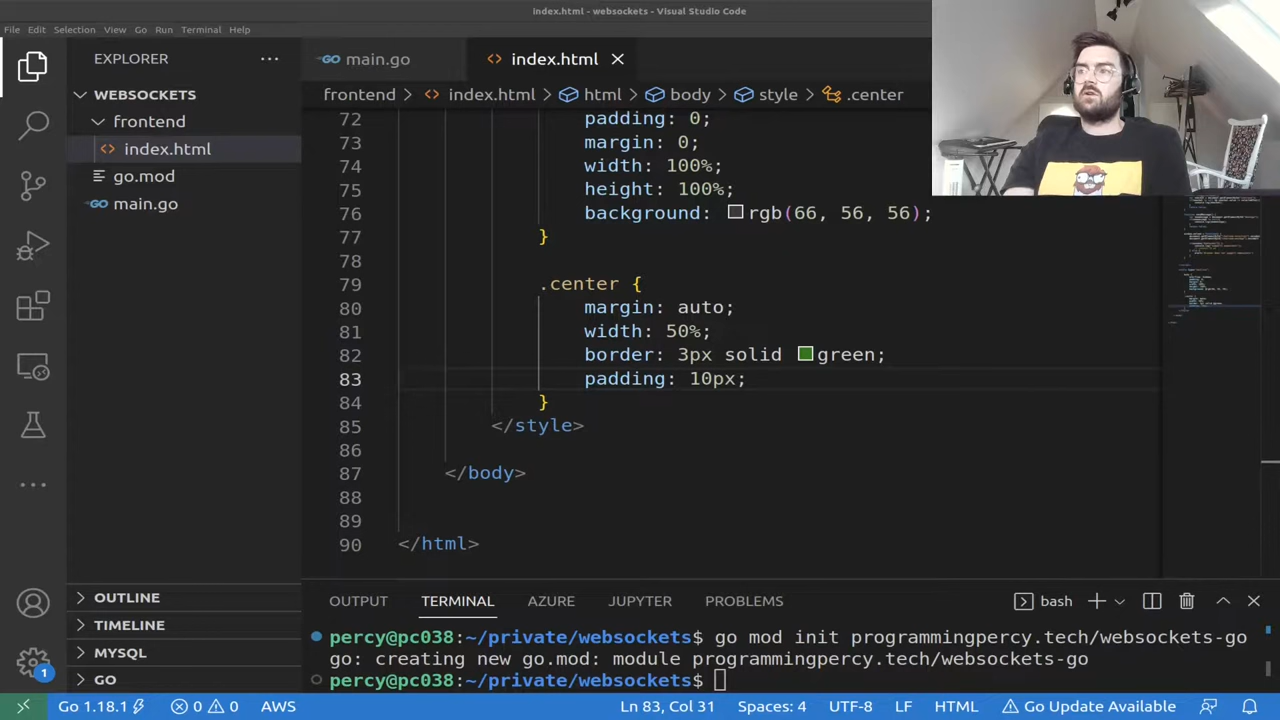 index.html - websockets - Visual Studio Code
File Edit Selection View Go Run Terminal Help
EXPLORER
main.go
index.html
WEBSOCKETS
frontend
index.html
go.mod
main.go
frontend > index.html > html > body > style > .center
72 padding: 0;
73 margin: 0;
74 width: 100%;
75 height: 100%;
76 background: rgb(66, 56, 56);
77 }
78
79 .center {
80 margin: auto;
81 width: 50%;
82 border: 3px solid green;
83 padding: 10px;
84 }
85 </style>
86
87 </body>
88
89
90 </html>
OUTLINE
TIMELINE
MYSQL
GO
OUTPUT TERMINAL AZURE JUPYTER PROBLEMS
bash
percy@pc038:~/private/websockets$ go mod init programmingpercy.tech/websockets-go
go: creating new go.mod: module programmingpercy.tech/websockets-go
percy@pc038:~/private/websockets$
1
Go 1.18.1 0 0 AWS Ln 83, Col 31 Spaces: 4 UTF-8 LF HTML Go Update Available